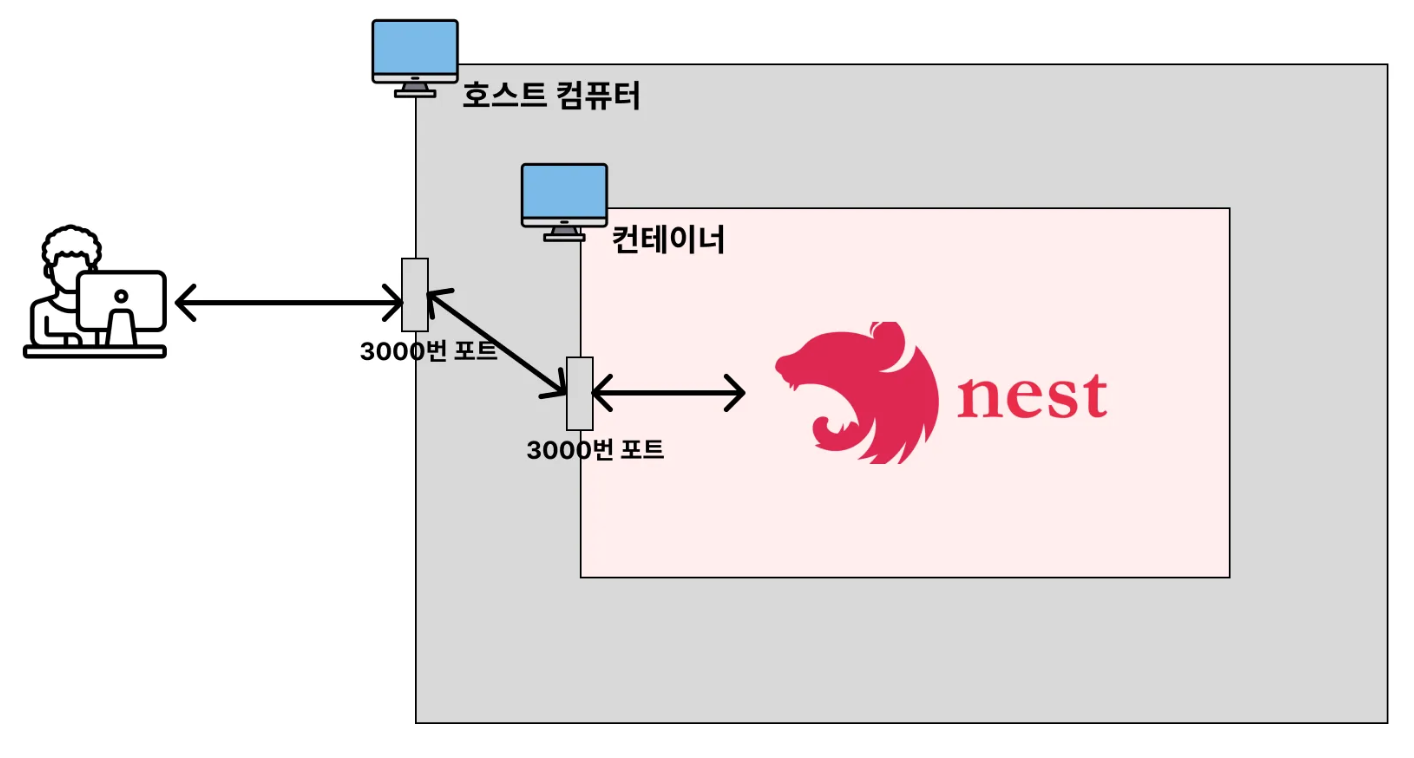 호스트 컴퓨터
컨테이너
3000번 포트
nest
3000번 포트